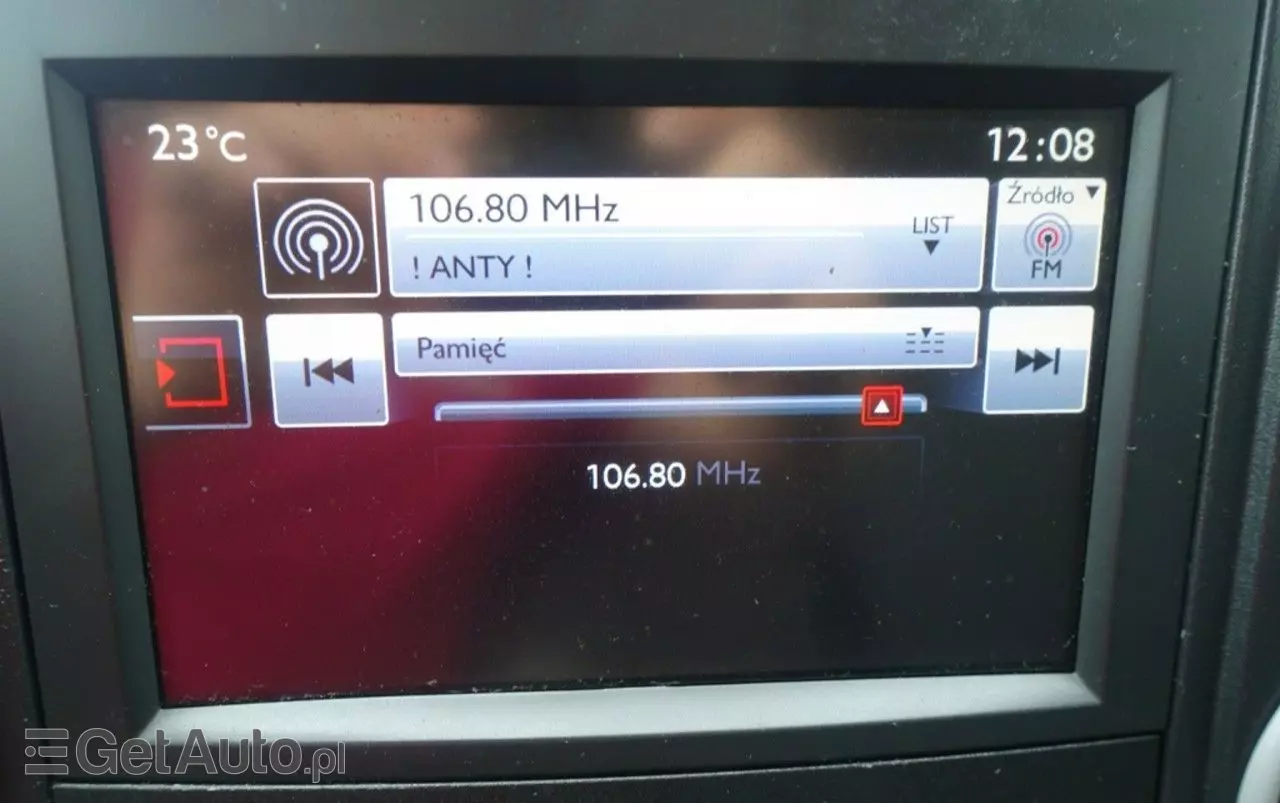 23°C
12:08
106.80 MHz
LIST
! ANTY !
Źródło
FM
Pamięć
106.80 MHz
GetAuto.pl